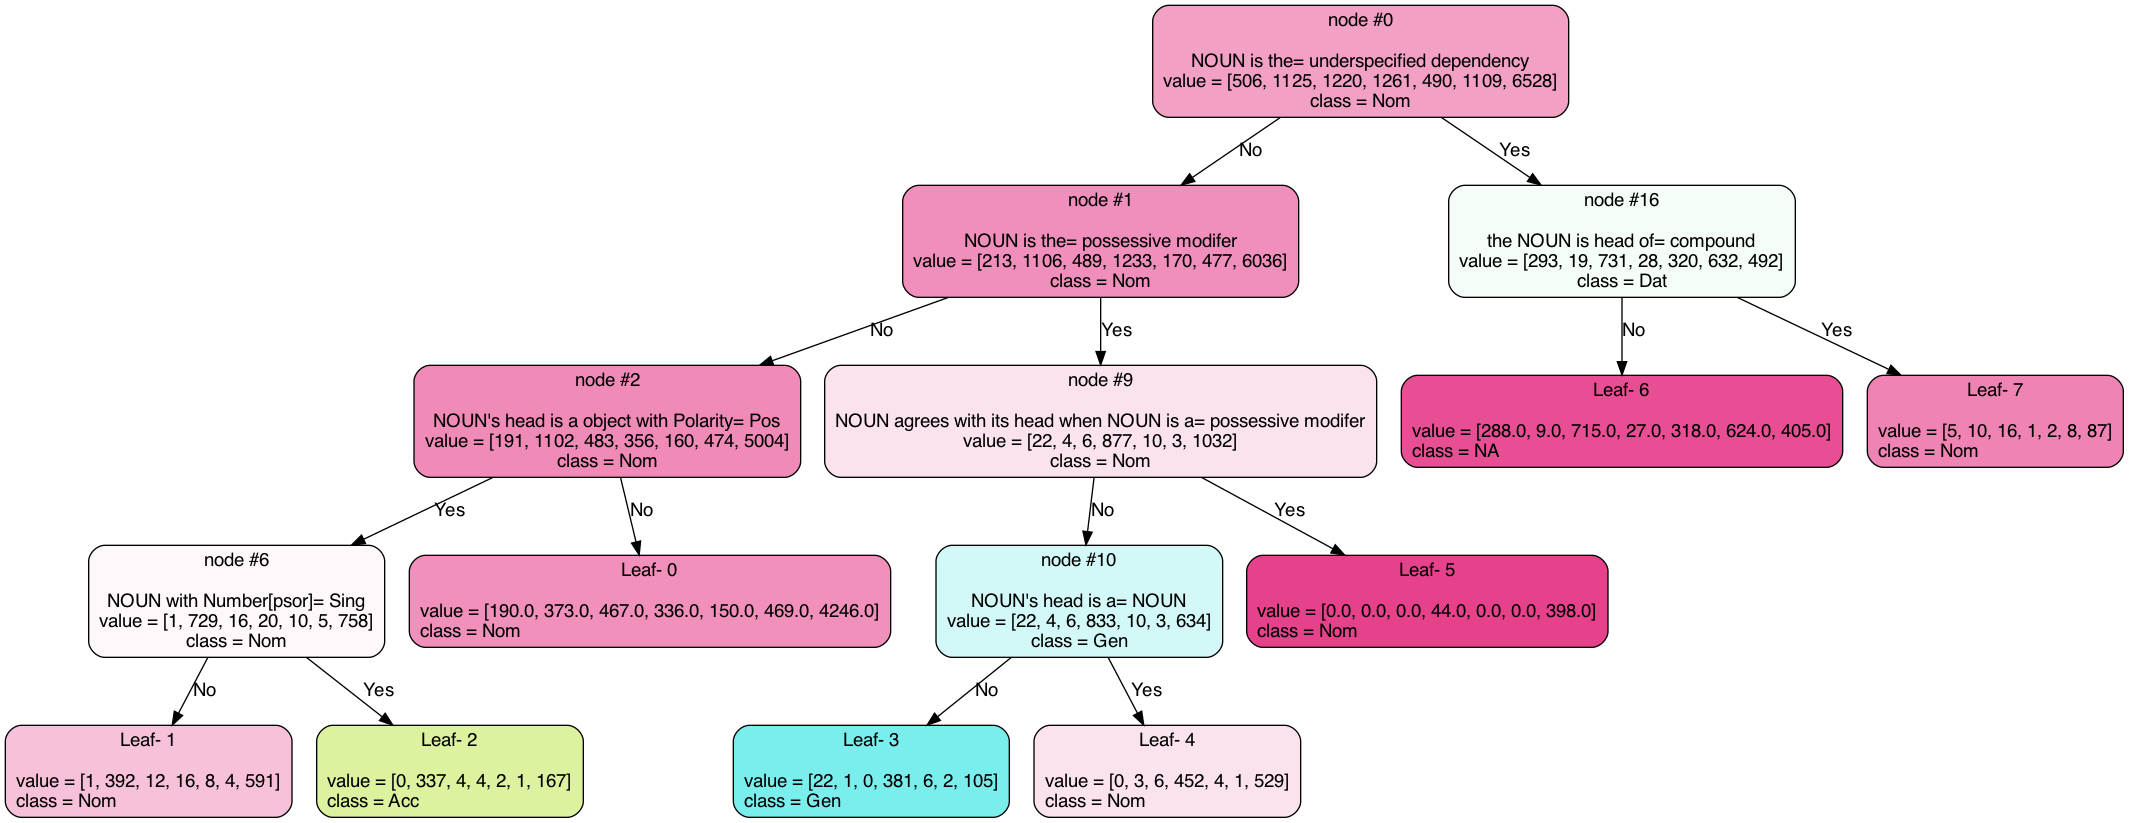 node #0
NOUN is the= underspecified dependency
value = [506, 1125, 1220, 1261, 490, 1109, 6528]
class = Nom
No
Yes
node #1
NOUN is the= possessive modifer
value = [213, 1106, 489, 1233, 170, 477, 6036]
class = Nom
node #16
the NOUN is head of= compound
value = [293, 19, 731, 28, 320, 632, 492]
class = Dat
No
Yes
No
Yes
node #2
NOUN's head is a object with Polarity= Pos
value = [191, 1102, 483, 356, 160, 474, 5004]
class = Nom
node #9
NOUN agrees with its head when NOUN is a= possessive modifer
value = [22, 4, 6, 877, 10, 3, 1032]
class = Nom
Leaf- 6
value = [288.0, 9.0, 715.0, 27.0, 318.0, 624.0, 405.0]
class = NA
Leaf- 7
value = [5, 10, 16, 1, 2, 8, 87]
class = Nom
Yes
No
No
Yes
node #6
NOUN with Number[psor]= Sing
value = [1, 729, 16, 20, 10, 5, 758]
class = Nom
Leaf- 0
value = [190.0, 373.0, 467.0, 336.0, 150.0, 469.0, 4246.0]
class = Nom
node #10
NOUN's head is a= NOUN
value = [22, 4, 6, 833, 10, 3, 634]
class = Gen
Leaf- 5
value = [0.0, 0.0, 0.0, 44.0, 0.0, 0.0, 398.0]
class = Nom
No
Yes
No
Yes
Leaf- 1
value = [1, 392, 12, 16, 8, 4, 591]
class = Nom
Leaf- 2
value = [0, 337, 4, 4, 2, 1, 167]
class = Acc
Leaf- 3
value = [22, 1, 0, 381, 6, 2, 105]
class = Gen
Leaf- 4
value = [0, 3, 6, 452, 4, 1, 529]
class = Nom